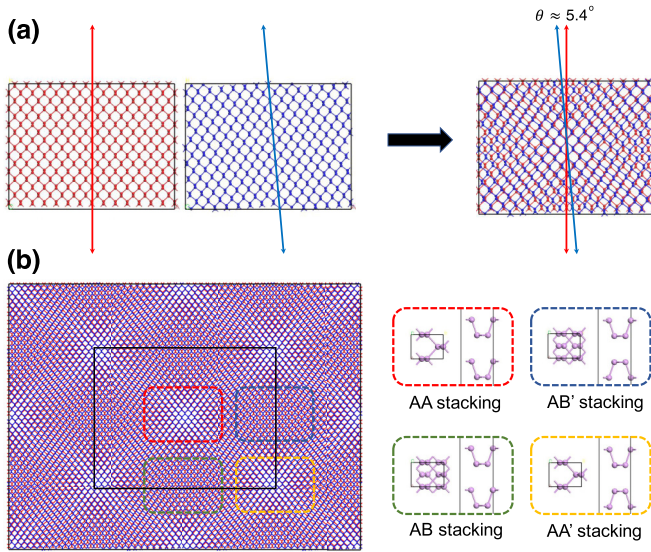 (a)
θ ≈ 5.4°
(b)
AA stacking
AB' stacking
AB stacking
AA' stacking